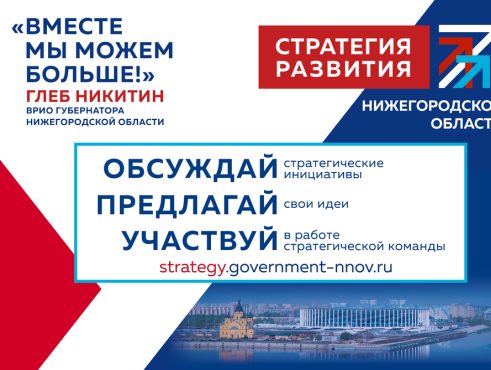 «ВМЕСТЕ
МЫ МОЖЕМ
БОЛЬШЕ!»
ГЛЕБ НИКИТИН
ВРИО ГУБЕРНАТОРА
НИЖЕГОРОДСКОЙ ОБЛАСТИ
СТРАТЕГИЯ
РАЗВИТИЯ
НИЖЕГОРОДСКО
ОБЛАСТ
ОБСУЖДАЙ стратегические
инициативы
ПРЕДЛАГАЙ свои идеи
УЧАСТВУЙ в работе
стратегической команды
strategy.government-nnov.ru